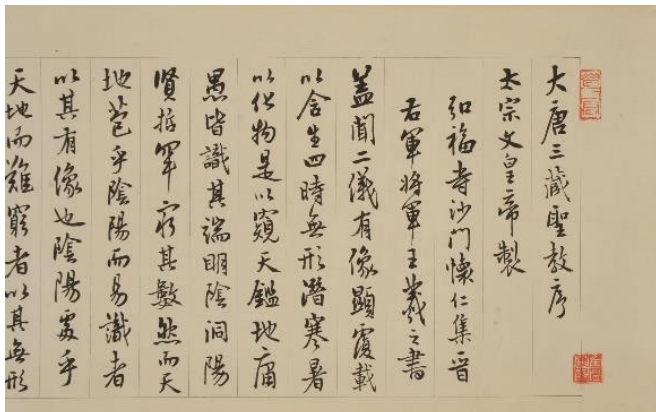 大唐三藏聖教序
太宗文皇帝製
弘福寺沙門懷仁集晉
右軍將軍王羲之書
蓋聞二儀有像顯覆載
以含生四時無形潛寒暑
以化物是以窺天鑑地庸
愚皆識其端明陰洞陽
賢哲罕窮其數然而天
地苞乎陰陽而易識者
以其有像也陰陽處乎
天地而難窮者以其無形